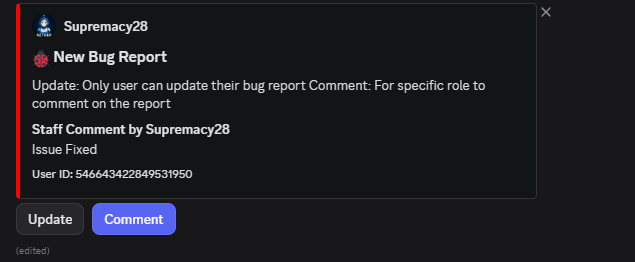 Supremacy28
New Bug Report
Update: Only user can update their bug report Comment: For specific role to
comment on the report
Staff Comment by Supremacy28
Issue Fixed
User ID: 546643422849531950
Update Comment
(edited)